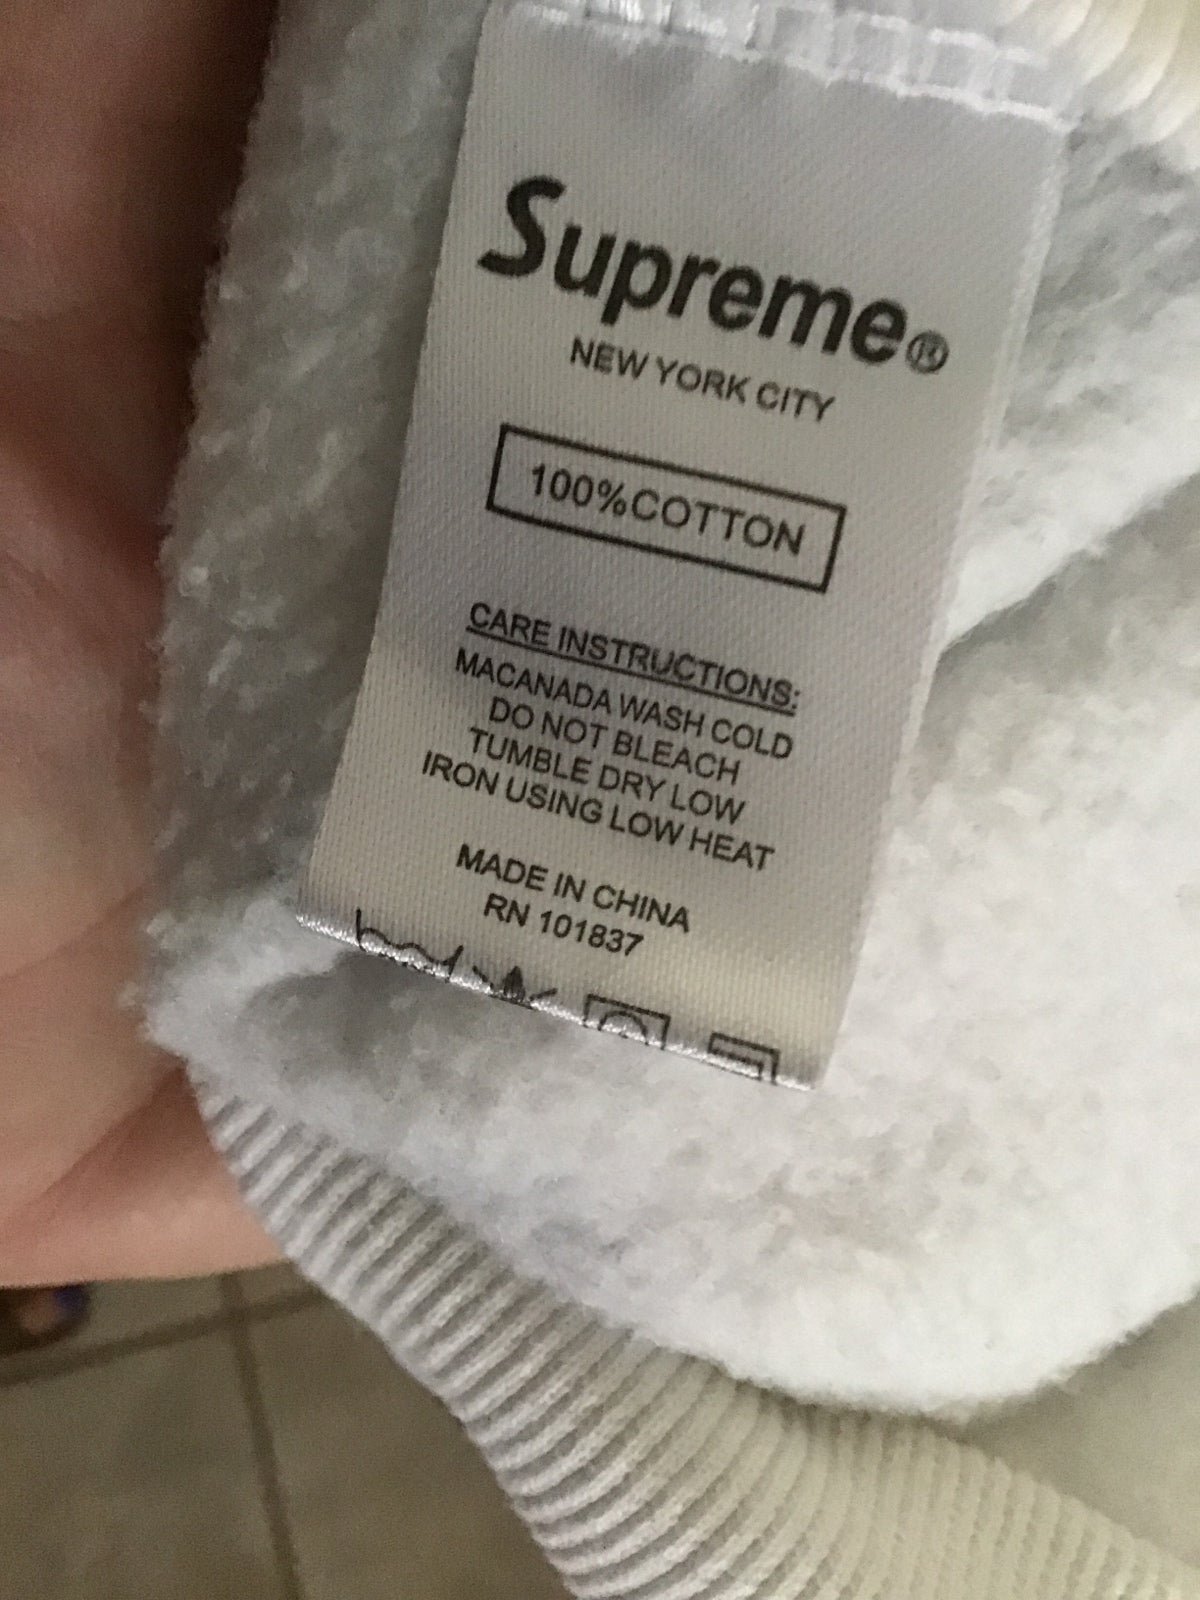 Supreme®
NEW YORK CITY
100%COTTON
CARE INSTRUCTIONS:
MACANADA WASH COLD
DO NOT BLEACH
TUMBLE DRY LOW
IRON USING LOW HEAT
MADE IN CHINA
RN 101837